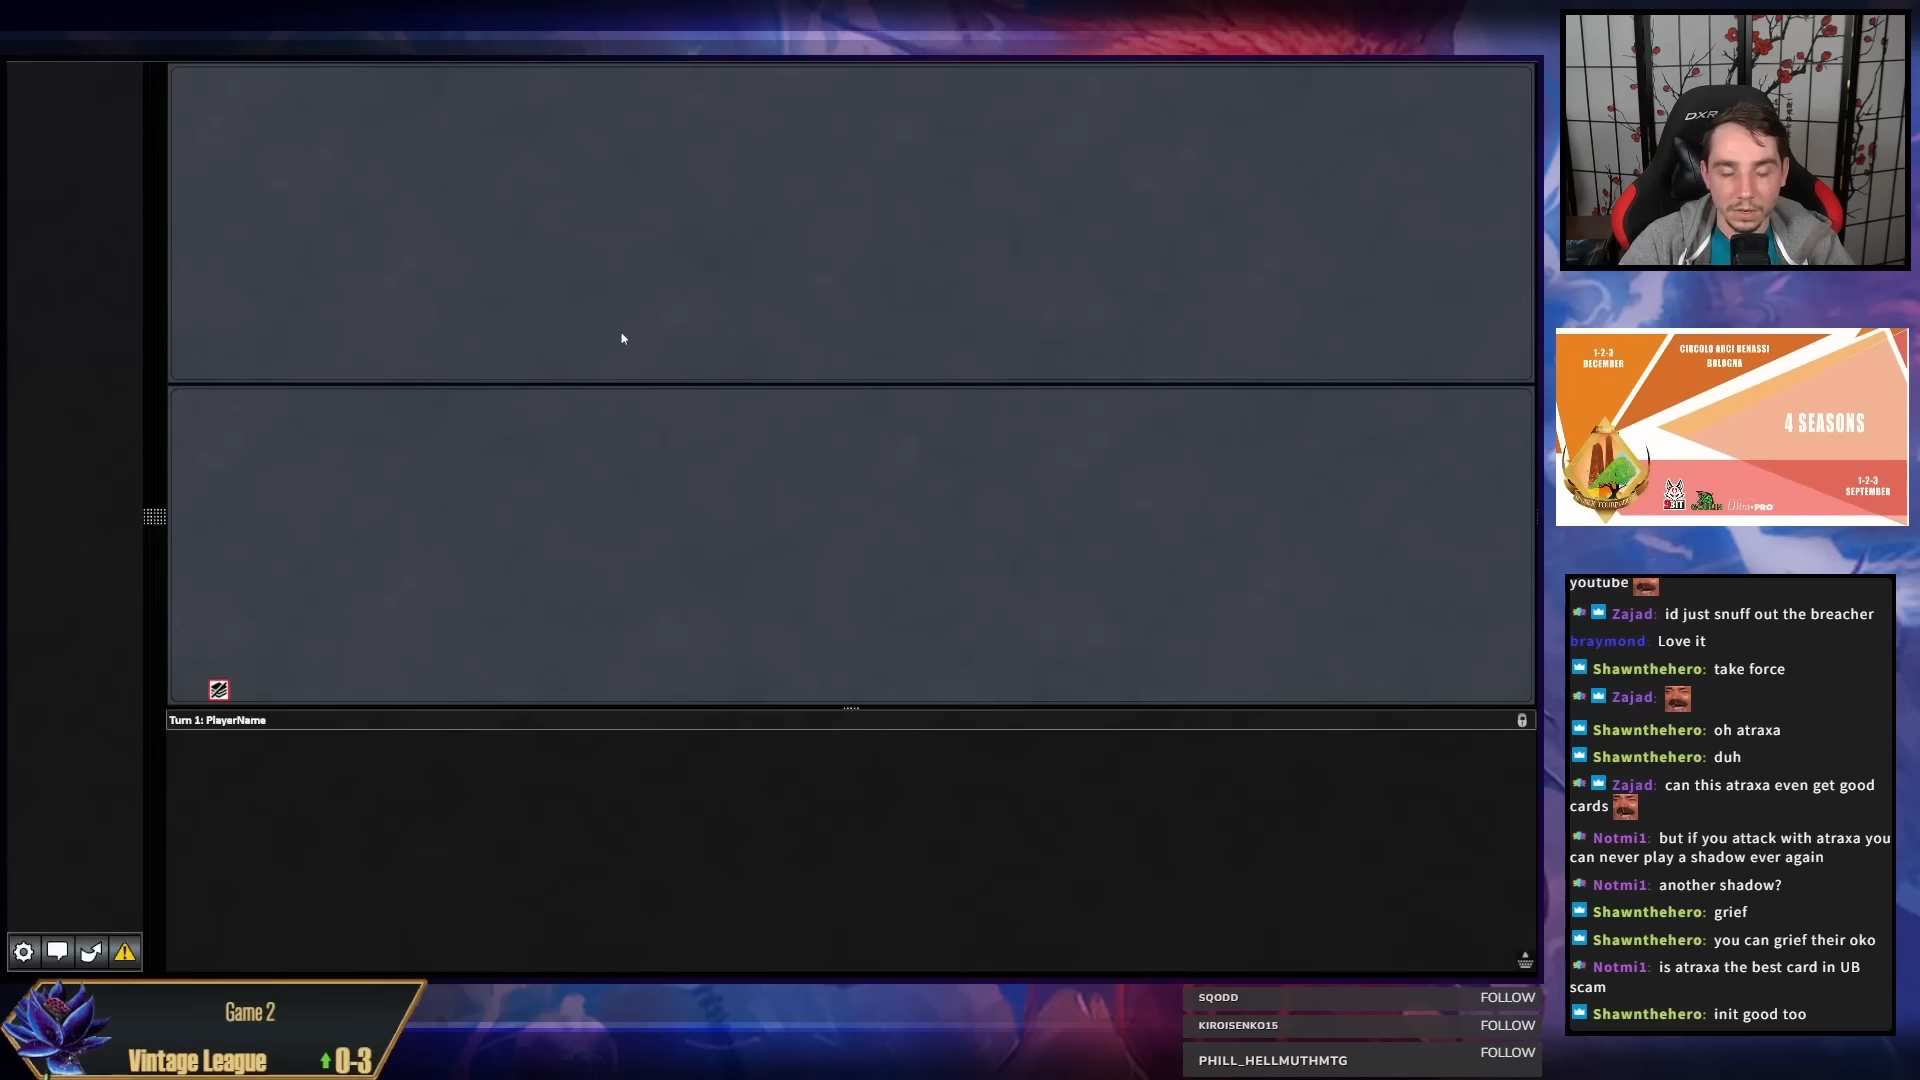 DXR
1-2-3
DECEMBER
CIRCOLO ARCI BENASSI
BOLOGNA
4 SEASONS
1-2-3
SEPTEMBER
Ultra•PRO
youtube
Zajad: id just snuff out the breacher
braymond: Love it
Shawnthehero: take force
Zajad:
Shawnthehero: oh atraxa
Shawnthehero: duh
Zajad: can this atraxa even get good
cards
Notmi1: but if you attack with atraxa you
can never play a shadow ever again
Notmi1: another shadow?
Shawnthehero: grief
Shawnthehero: you can grief their oko
Notmi1: is atraxa the best card in UB
scam
Shawnthehero: init good too
Turn 1: PlayerName
Game 2
Vintage League
0-3
SQODD FOLLOW
KIROISENKO15 FOLLOW
PHILL_HELLMUTHMTG FOLLOW